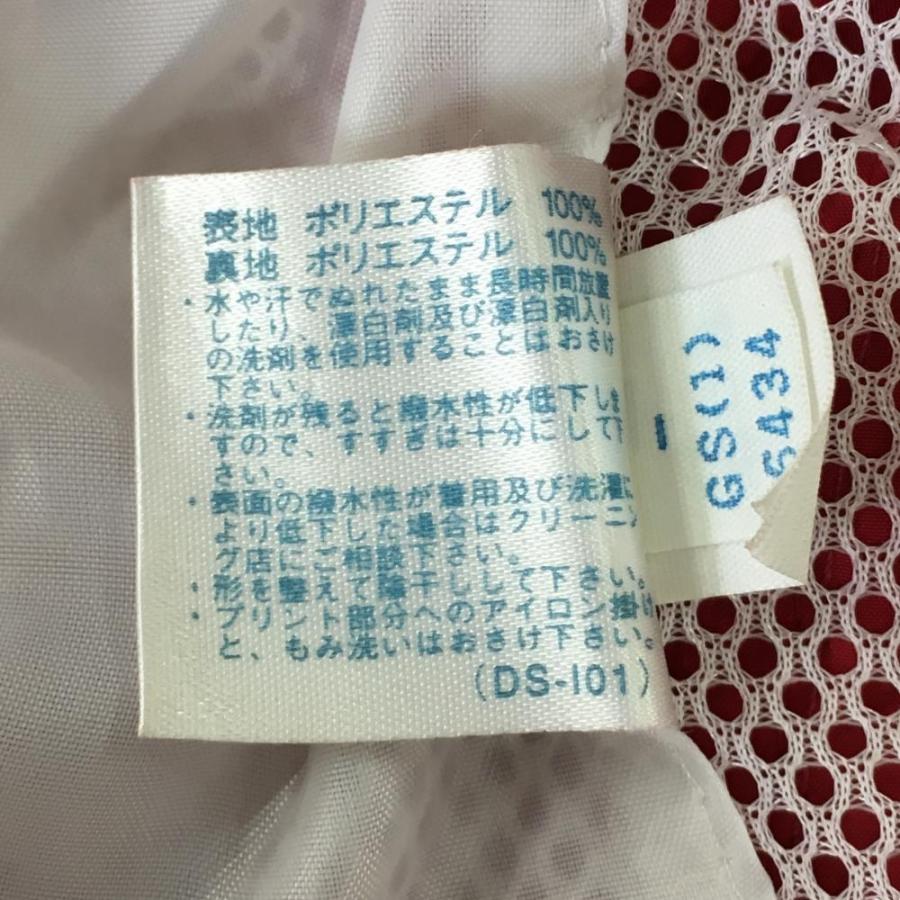 表地 ポリエステル 100%
裏地 ポリエステル 100%
・水や汗でぬれたまま長時間放置
したり、漂白剤及び漂白剤入り
の洗剤を使用することはおさけ
下さい。
・洗剤が残ると撥水性が低下しま
すので、すすぎは十分にして下
さい。
・表面の撥水性が着用及び洗濯に
より低下した場合はクリーニン
グ店にご相談下さい。
・形を整えて陰干しして下さい。
・プリント部分へのアイロン掛け
と、もみ洗いはおさけ下さい。
(DS-I01)
GS(1)
S434